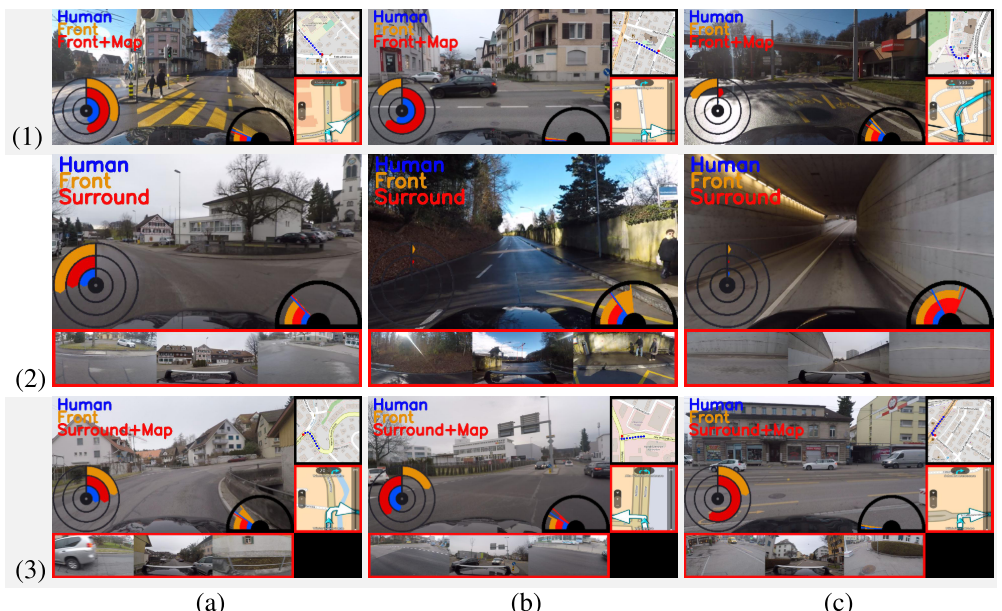 Human
Front
Front+Map
Human
Front
Front+Map
Human
Front
Front+Map
(1)
Human
Front
Surround
Human
Front
Surround
Human
Front
Surround
(2)
Human
Front
Surround+Map
Human
Front
Surround+Map
Human
Front
Surround+Map
(3)
(a)
(b)
(c)